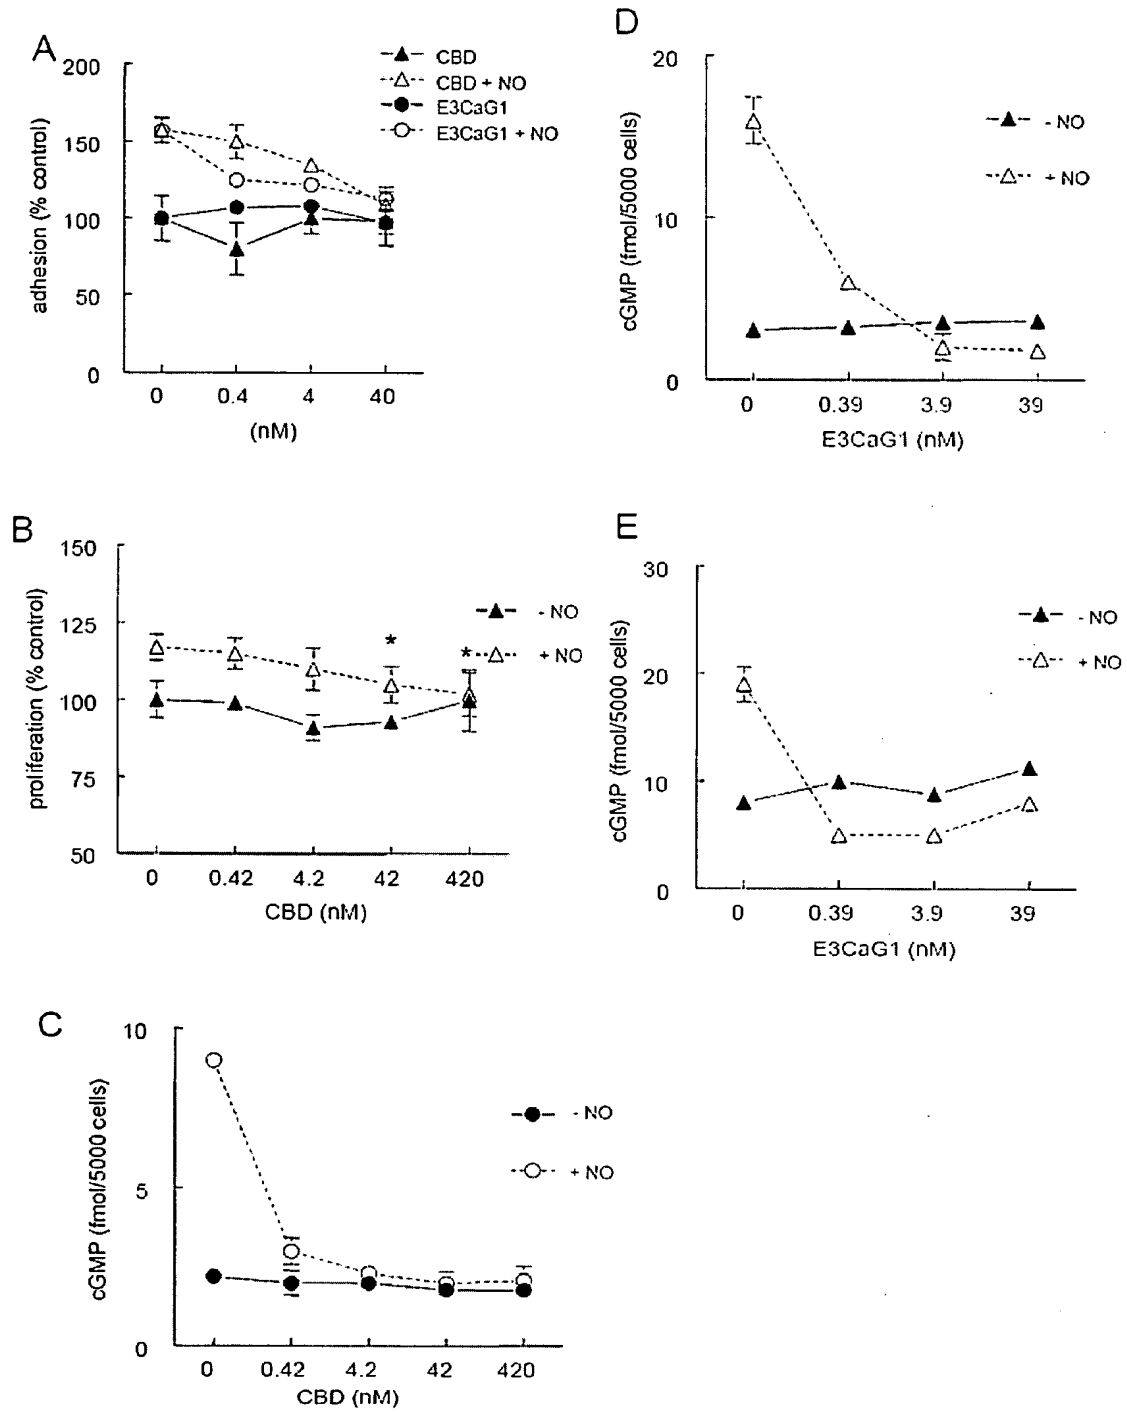 A
200
150
100
50
0
adhesion (% control)
0 0.4 4 40
(nM)
CBD
CBD + NO
E3CaG1
E3CaG1 + NO
D
20
10
0
cGMP (fmol/5000 cells)
- NO
+ NO
0 0.39 3.9 39
E3CaG1 (nM)
B
150
125
100
75
50
proliferation (% control)
* *
- NO
+ NO
0 0.42 4.2 42 420
CBD (nM)
E
30
20
10
0
cGMP (fmol/5000 cells)
- NO
+ NO
0 0.39 3.9 39
E3CaG1 (nM)
C
10
5
0
cGMP (fmol/5000 cells)
- NO
+ NO
0 0.42 4.2 42 420
CBD (nM)